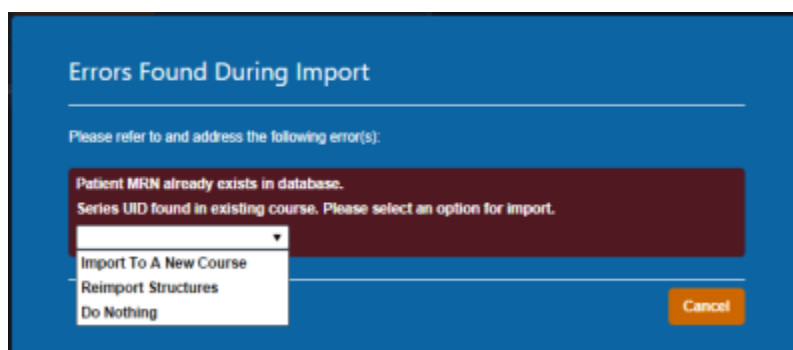 Errors Found During Import
Please refer to and address the following error(s):
Patient MRN already exists in database.
Series UID found in existing course. Please select an option for import.
Import To A New Course
Reimport Structures
Do Nothing
Cancel